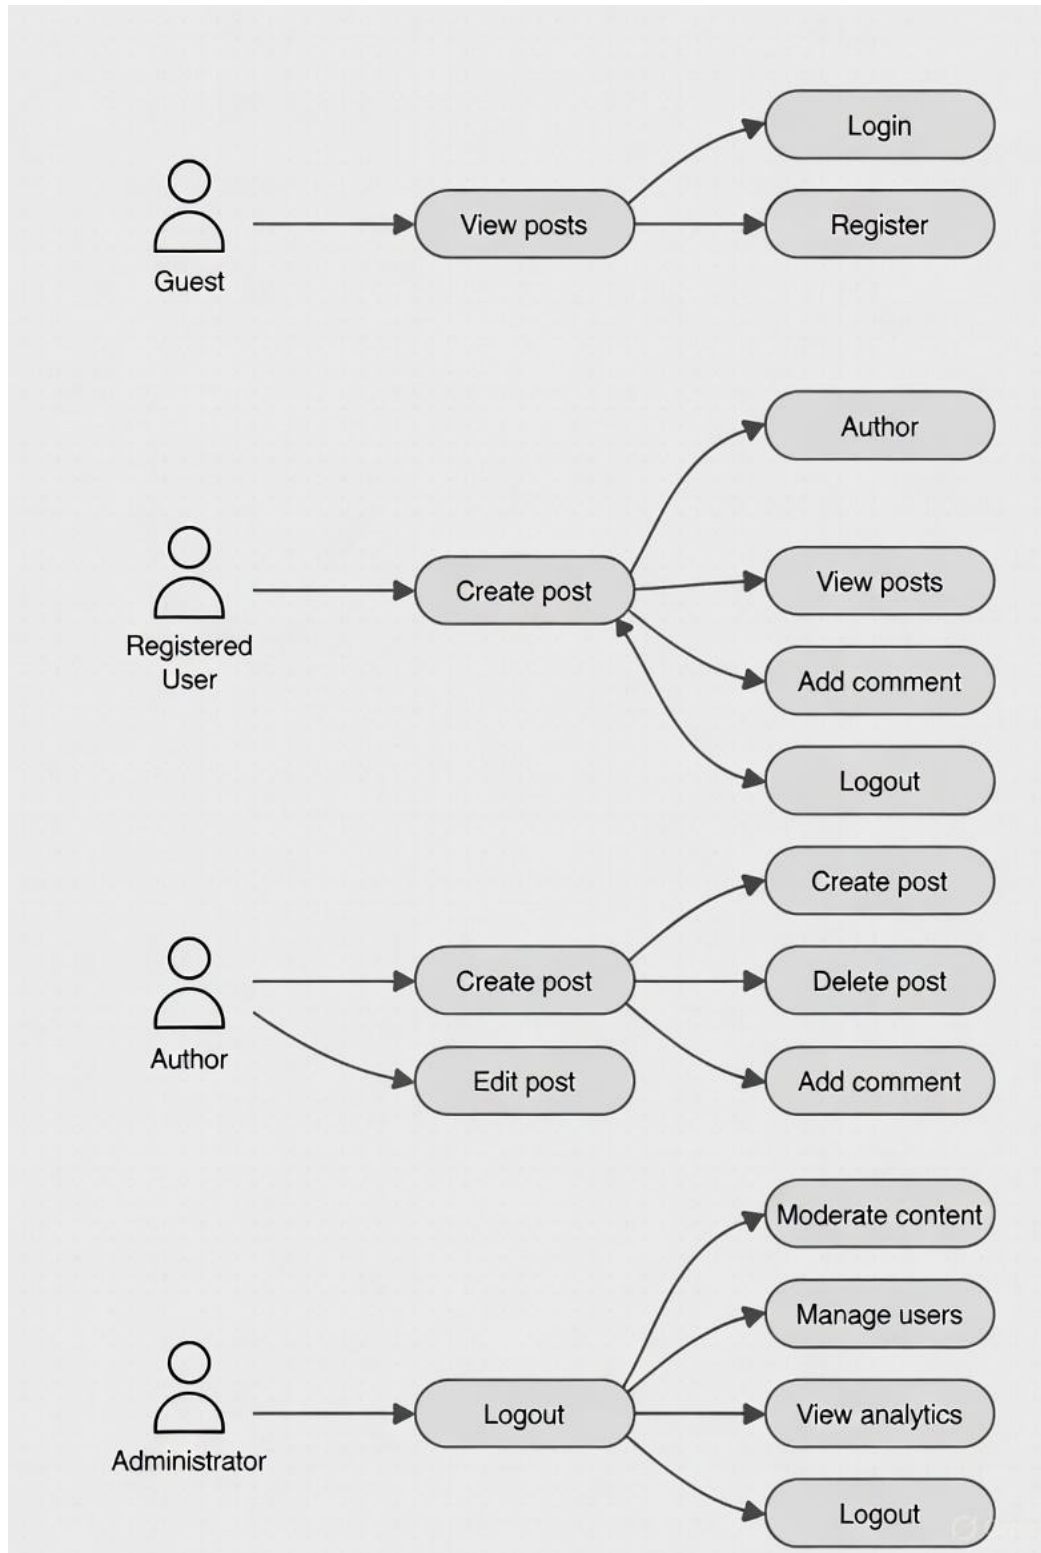 Login
View posts
Register
Guest
Author
Create post
View posts
Registered
User
Add comment
Logout
Create post
Create post
Delete post
Author
Edit post
Add comment
Moderate content
Manage users
Logout
View analytics
Administrator
Logout